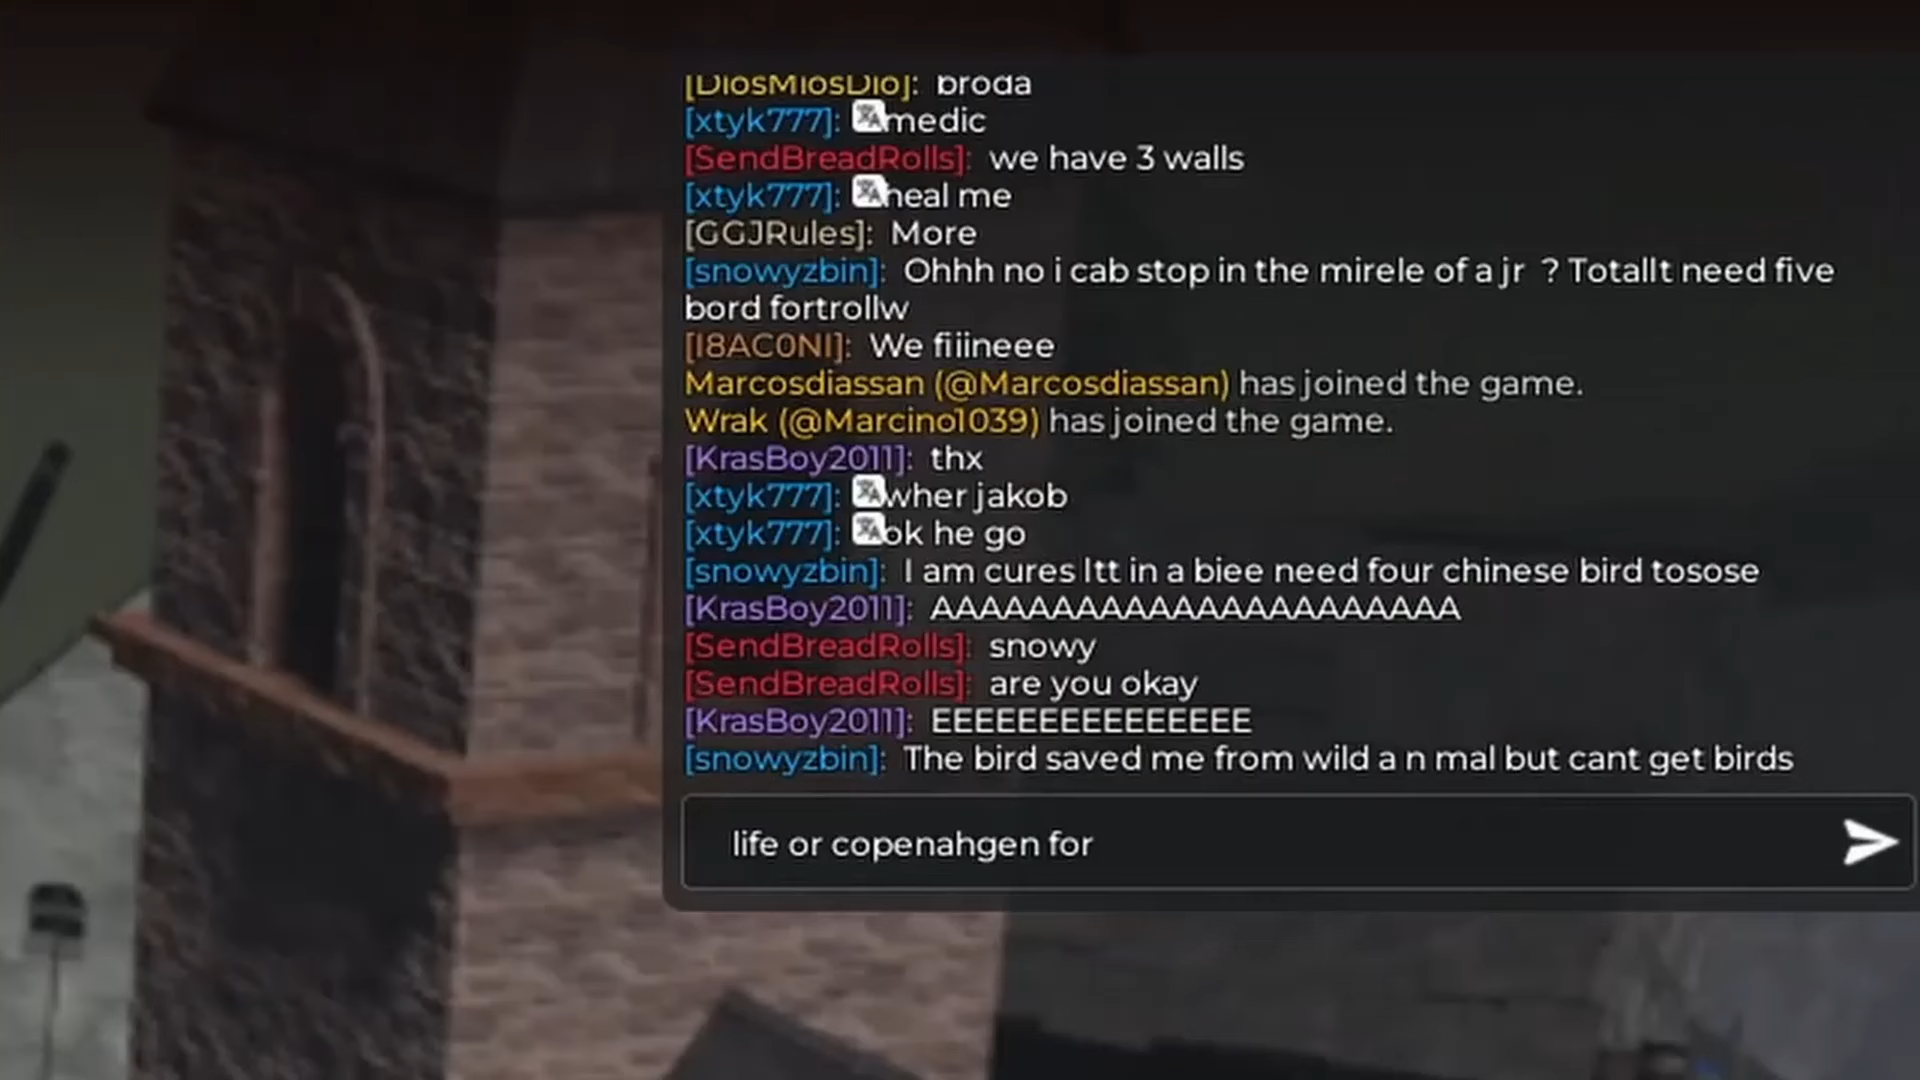 [DiosMiosDio]: broda
[xtyk777]: medic
[SendBreadRolls]: we have 3 walls
[xtyk777]: heal me
[GGJRules]: More
[snowyzbin]: Ohhh no i cab stop in the mirele of a jr ? Totallt need five
bord fortrollw
[I8AC0NI]: We fiiineee
Marcosdiassan (@Marcosdiassan) has joined the game.
Wrak (@Marcino1039) has joined the game.
[KrasBoy2011]: thx
[xtyk777]: wher jakob
[xtyk777]: ok he go
[snowyzbin]: I am cures Itt in a biee need four chinese bird tosose
[KrasBoy2011]: AAAAAAAAAAAAAAAAAAAAAAAAA
[SendBreadRolls]: snowy
[SendBreadRolls]: are you okay
[KrasBoy2011]: EEEEEEEEEEEEEEE
[snowyzbin]: The bird saved me from wild a n mal but cant get birds
life or copenahgen for